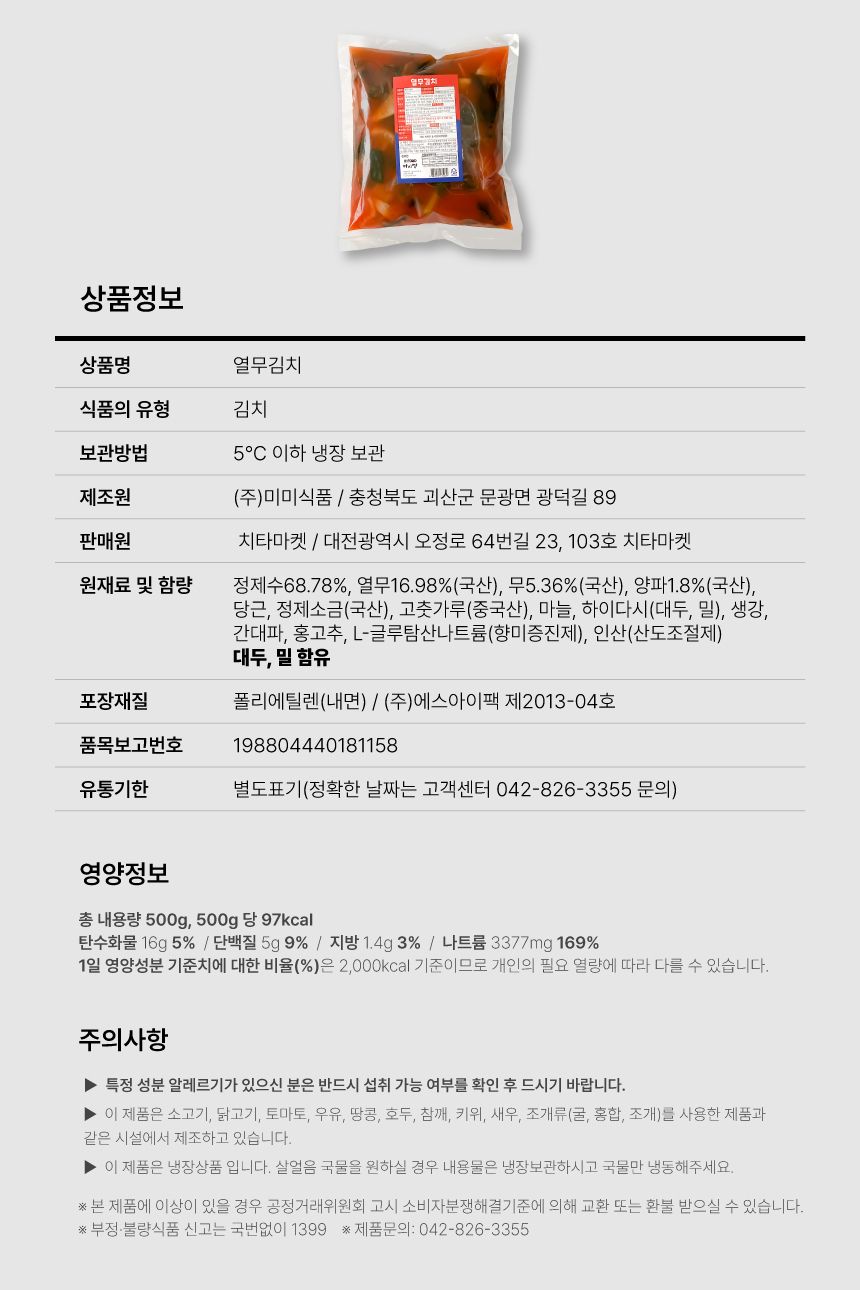 열무김치
상품정보
상품명 열무김치
식품의 유형 김치
보관방법 5℃ 이하 냉장 보관
제조원 (주)미미식품 / 충청북도 괴산군 문광면 광덕길 89
판매원 치타마켓 / 대전광역시 오정로 64번길 23, 103호 치타마켓
원재료 및 함량 정제수68.78%, 열무16.98%(국산), 무5.36%(국산), 양파1.8%(국산),
당근, 정제소금(국산), 고춧가루(중국산), 마늘, 하이다시(대두, 밀), 생강,
간대파, 홍고추, L-글루탐산나트륨(향미증진제), 인산(산도조절제)
대두, 밀 함유
포장재질 폴리에틸렌(내면) / (주)에스아이팩 제2013-04호
품목보고번호 198804440181158
유통기한 별도표기(정확한 날짜는 고객센터 042-826-3355 문의)
영양정보
총 내용량 500g, 500g 당 97kcal
탄수화물 16g 5% / 단백질 5g 9% / 지방 1.4g 3% / 나트륨 3377mg 169%
1일 영양성분 기준치에 대한 비율(%)은 2,000kcal 기준이므로 개인의 필요 열량에 따라 다를 수 있습니다.
주의사항
▶ 특정 성분 알레르기가 있으신 분은 반드시 섭취 가능 여부를 확인 후 드시기 바랍니다.
▶ 이 제품은 소고기, 닭고기, 토마토, 우유, 땅콩, 호두, 참깨, 키위, 새우, 조개류(굴, 홍합, 조개)를 사용한 제품과
같은 시설에서 제조하고 있습니다.
▶ 이 제품은 냉장상품 입니다. 살얼음 국물을 원하실 경우 내용물은 냉장보관하시고 국물만 냉동해주세요.
※ 본 제품에 이상이 있을 경우 공정거래위원회 고시 소비자분쟁해결기준에 의해 교환 또는 환불 받으실 수 있습니다.
※ 부정·불량식품 신고는 국번없이 1399 ※ 제품문의: 042-826-3355